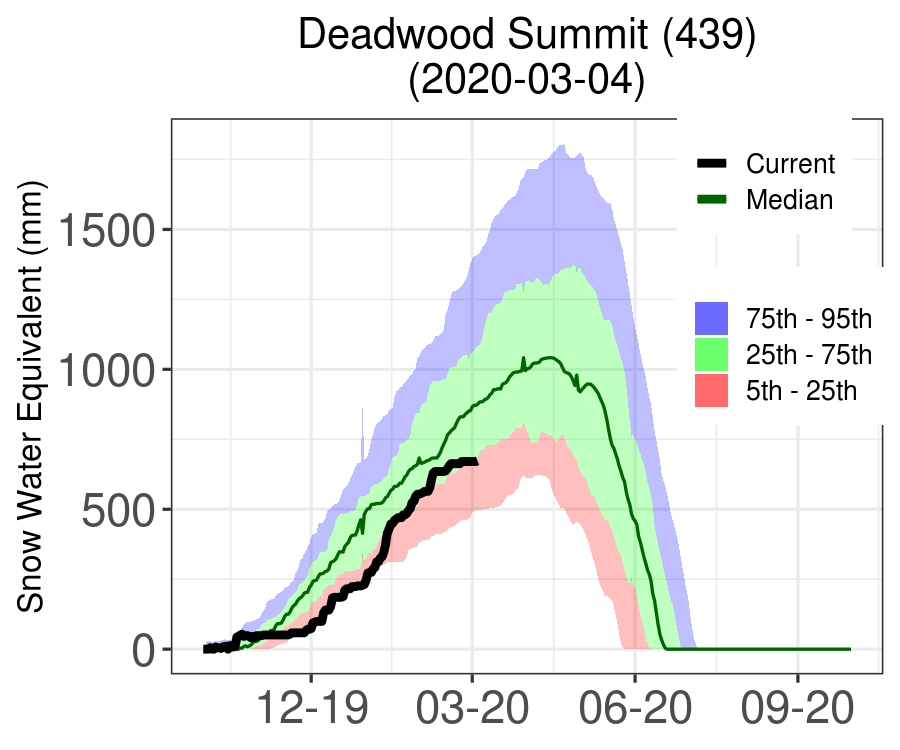 Deadwood Summit (439)
(2020-03-04)
Snow Water Equivalent (mm)
1500
1000
500
0
12-19
03-20
06-20
09-20
Current
Median
75th - 95th
25th - 75th
5th - 25th